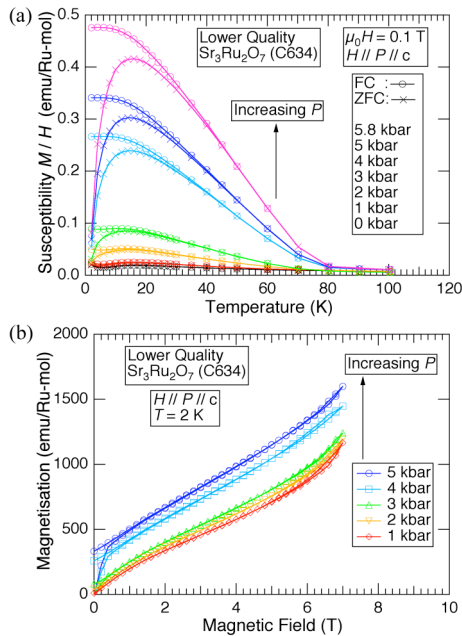 (a)
Lower Quality
Sr3Ru2O7 (C634)
μ0H = 0.1 T
H // P // c
FC :
ZFC :
Increasing P
5.8 kbar
5 kbar
4 kbar
3 kbar
2 kbar
1 kbar
0 kbar
Susceptibility M / H (emu/Ru-mol)
0.5
0.4
0.3
0.2
0.1
0.0
0 20 40 60 80 100 120
Temperature (K)
(b)
Lower Quality
Sr3Ru2O7 (C634)
H // P // c
T = 2 K
Increasing P
5 kbar
4 kbar
3 kbar
2 kbar
1 kbar
Magnetisation (emu/Ru-mol)
2000
1500
1000
500
0
0 2 4 6 8 10
Magnetic Field (T)